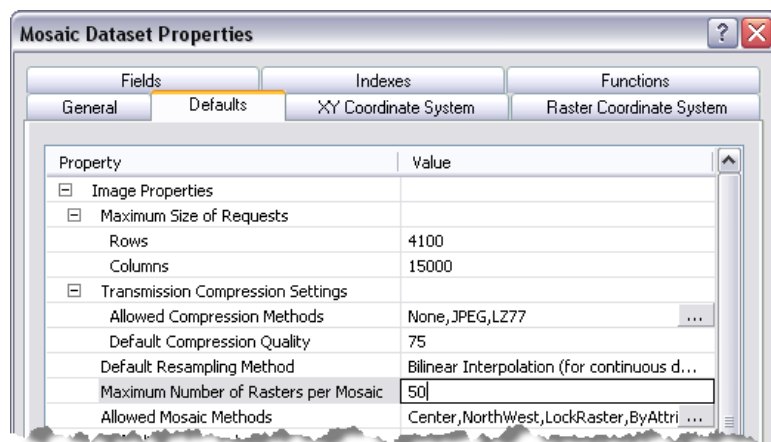 Mosaic Dataset Properties
Fields Indexes Functions
General Defaults XY Coordinate System Raster Coordinate System
Property Value
Image Properties
Maximum Size of Requests
Rows 4100
Columns 15000
Transmission Compression Settings
Allowed Compression Methods None,JPEG,LZ77 ...
Default Compression Quality 75
Default Resampling Method Bilinear Interpolation (for continuous d...
Maximum Number of Rasters per Mosaic 50
Allowed Mosaic Methods Center,NorthWest,LockRaster,ByAttri ...